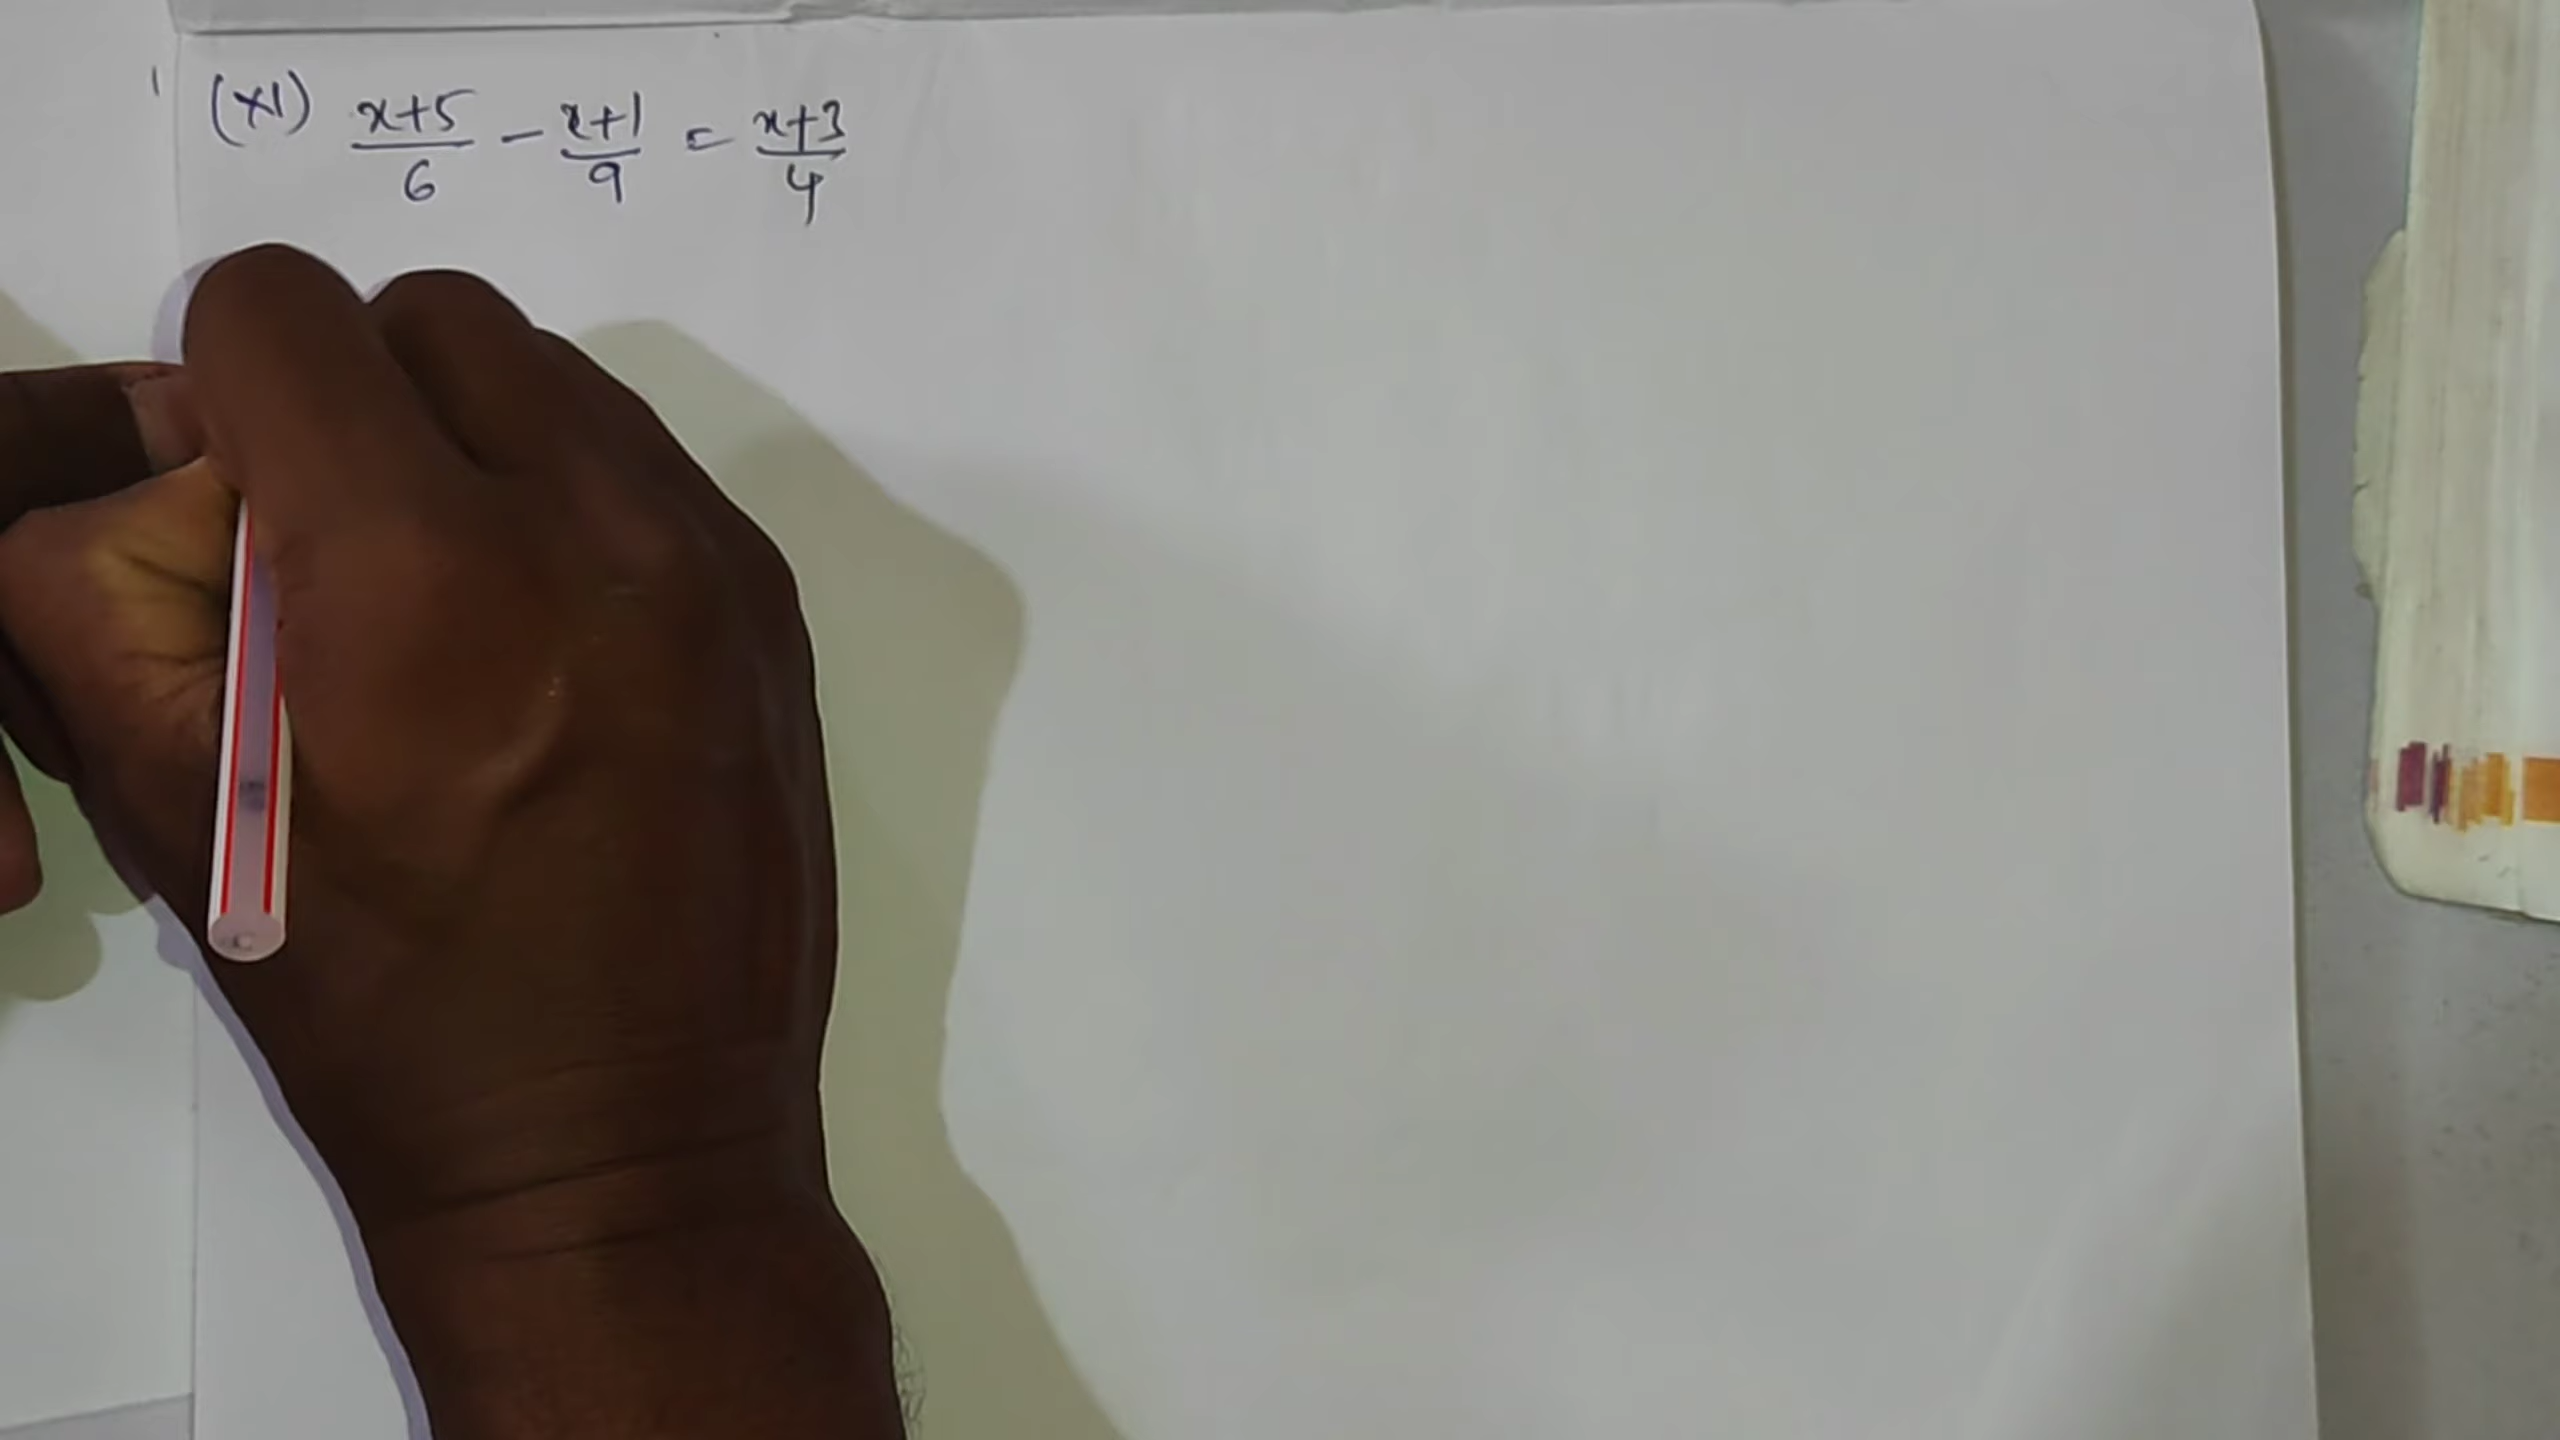 (XI) x+5/6 - x+1/9 = x+3/4